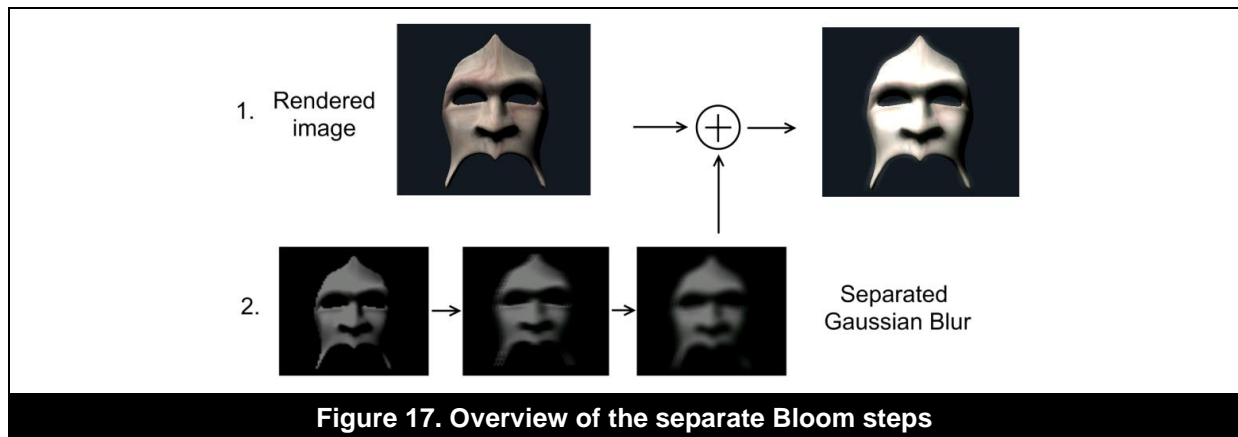 1. Rendered
image
2.
Separated
Gaussian Blur
Figure 17. Overview of the separate Bloom steps